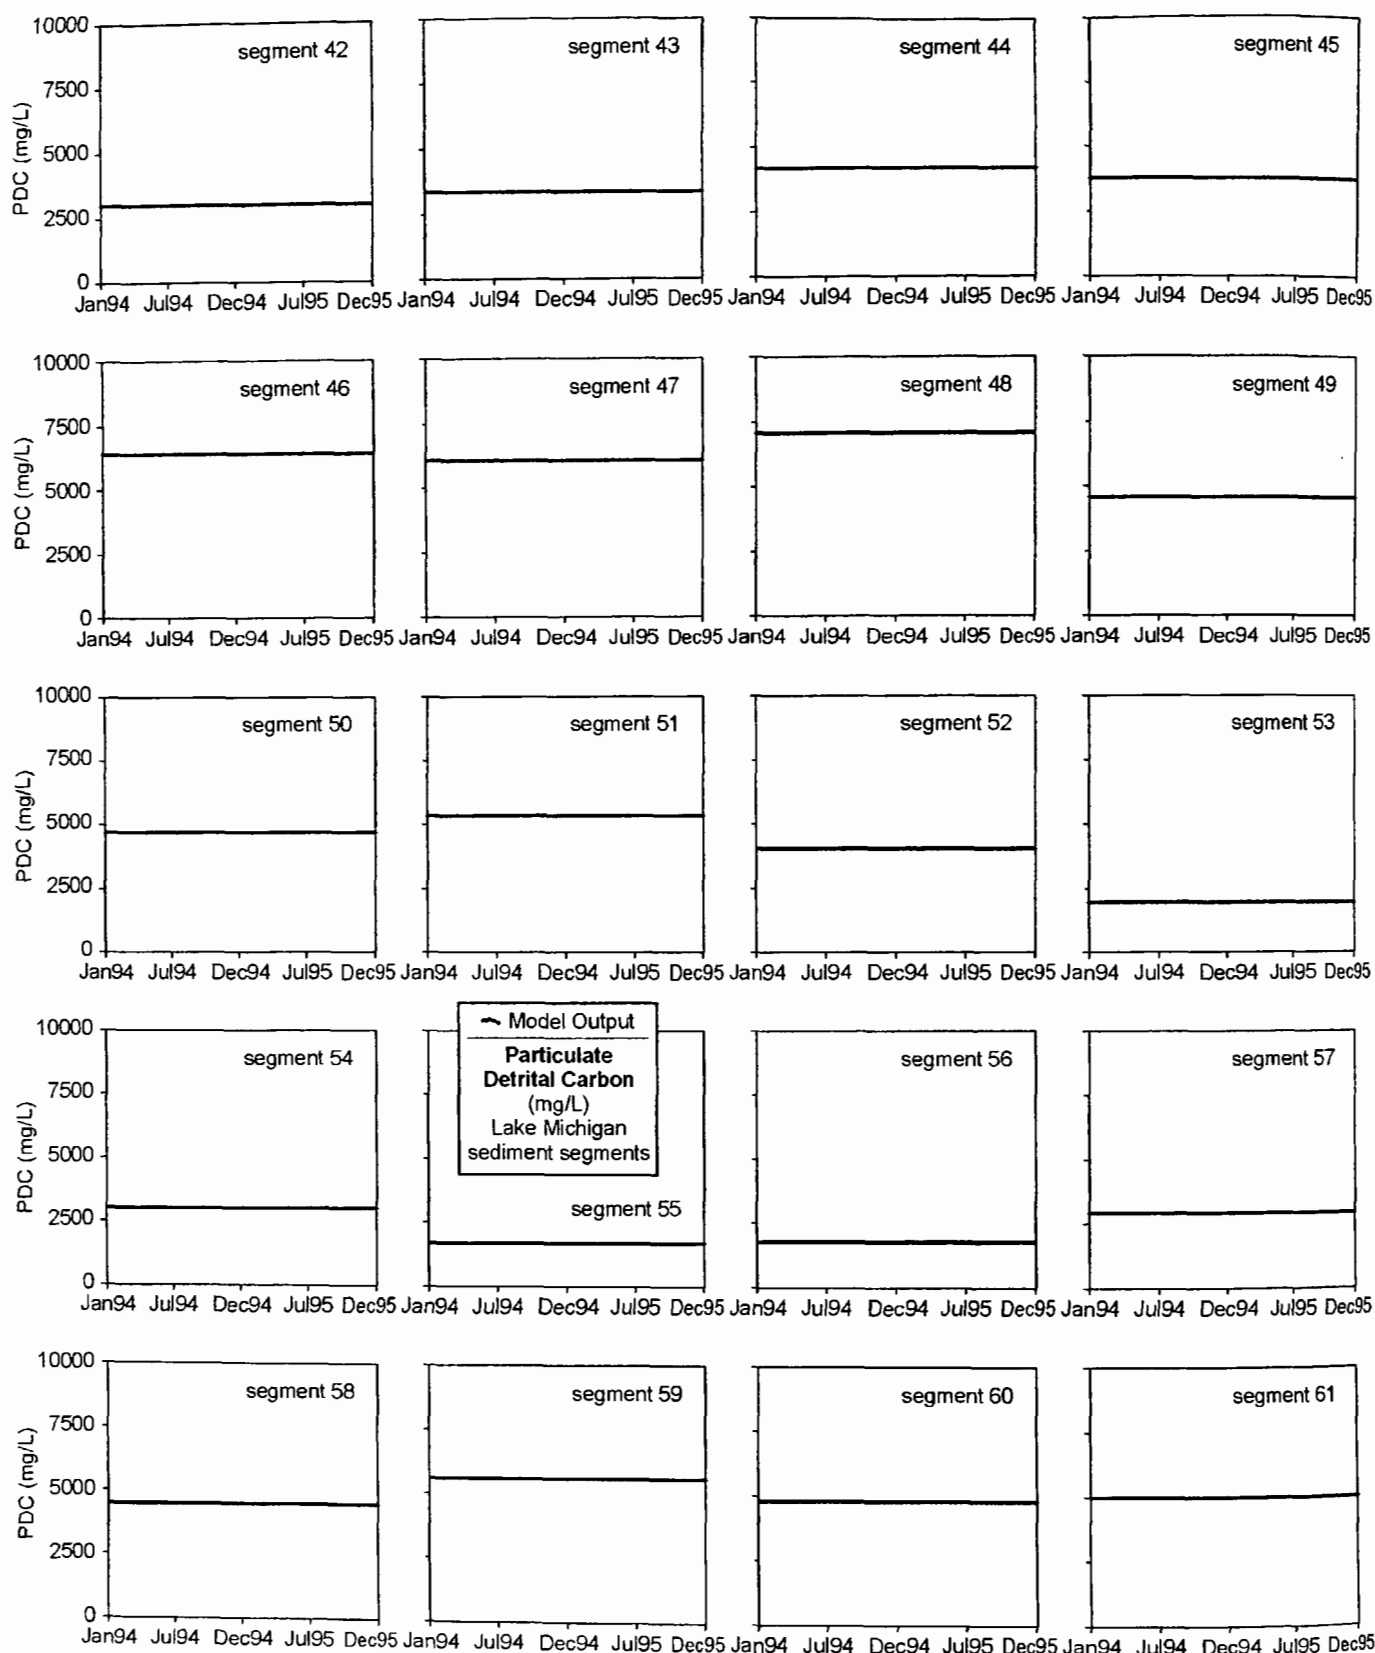 10000
7500
5000
2500
0
PDC (mg/L)
segment 42
segment 43
segment 44
segment 45
Jan94 Jul94 Dec94 Jul95 Dec95 Jan94 Jul94 Dec94 Jul95 Dec95 Jan94 Jul94 Dec94 Jul95 Dec95 Jan94 Jul94 Dec94 Jul95 Dec95
10000
7500
5000
2500
0
PDC (mg/L)
segment 46
segment 47
segment 48
segment 49
Jan94 Jul94 Dec94 Jul95 Dec95 Jan94 Jul94 Dec94 Jul95 Dec95 Jan94 Jul94 Dec94 Jul95 Dec95 Jan94 Jul94 Dec94 Jul95 Dec95
10000
7500
5000
2500
0
PDC (mg/L)
segment 50
segment 51
segment 52
segment 53
Jan94 Jul94 Dec94 Jul95 Dec95 Jan94 Jul94 Dec94 Jul95 Dec95 Jan94 Jul94 Dec94 Jul95 Dec95 Jan94 Jul94 Dec94 Jul95 Dec95
10000
7500
5000
2500
0
PDC (mg/L)
segment 54
Model Output
Particulate
Detrital Carbon
(mg/L)
Lake Michigan
sediment segments
segment 55
segment 56
segment 57
Jan94 Jul94 Dec94 Jul95 Dec95 Jan94 Jul94 Dec94 Jul95 Dec95 Jan94 Jul94 Dec94 Jul95 Dec95 Jan94 Jul94 Dec94 Jul95 Dec95
10000
7500
5000
2500
0
PDC (mg/L)
segment 58
segment 59
segment 60
segment 61
Jan94 Jul94 Dec94 Jul95 Dec95 Jan94 Jul94 Dec94 Jul95 Dec95 Jan94 Jul94 Dec94 Jul95 Dec95 Jan94 Jul94 Dec94 Jul95 Dec95